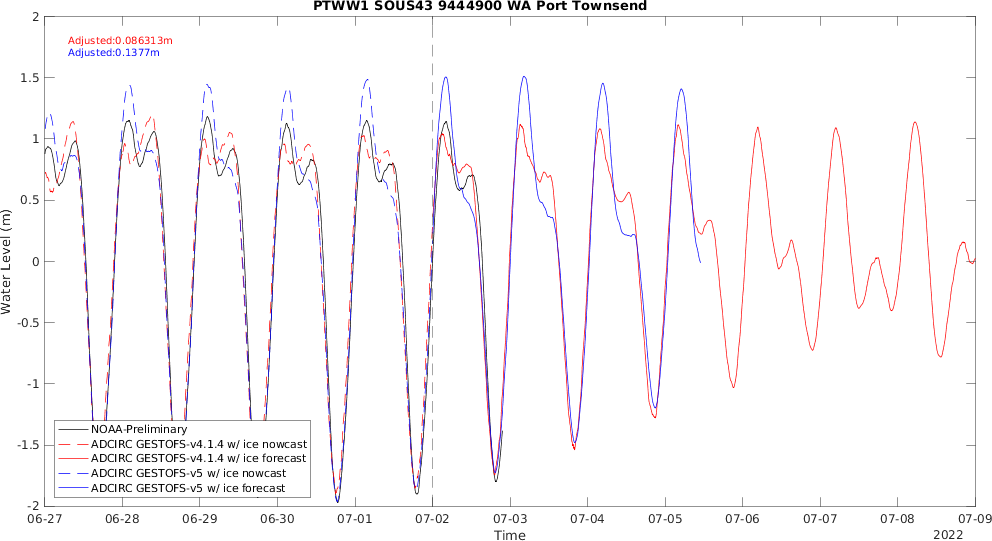 PTWW1 SOUS43 9444900 WA Port Townsend
Adjusted:0.086313m
Adjusted:0.1377m
2
1.5
1
0.5
0
-0.5
-1
-1.5
-2
Water Level (m)
NOAA-Preliminary
ADCIRC GESTOFS-v4.1.4 w/ ice nowcast
ADCIRC GESTOFS-v4.1.4 w/ ice forecast
ADCIRC GESTOFS-v5 w/ ice nowcast
ADCIRC GESTOFS-v5 w/ ice forecast
06-27 06-28 06-29 06-30 07-01 07-02 07-03 07-04 07-05 07-06 07-07 07-08 07-09
Time
2022